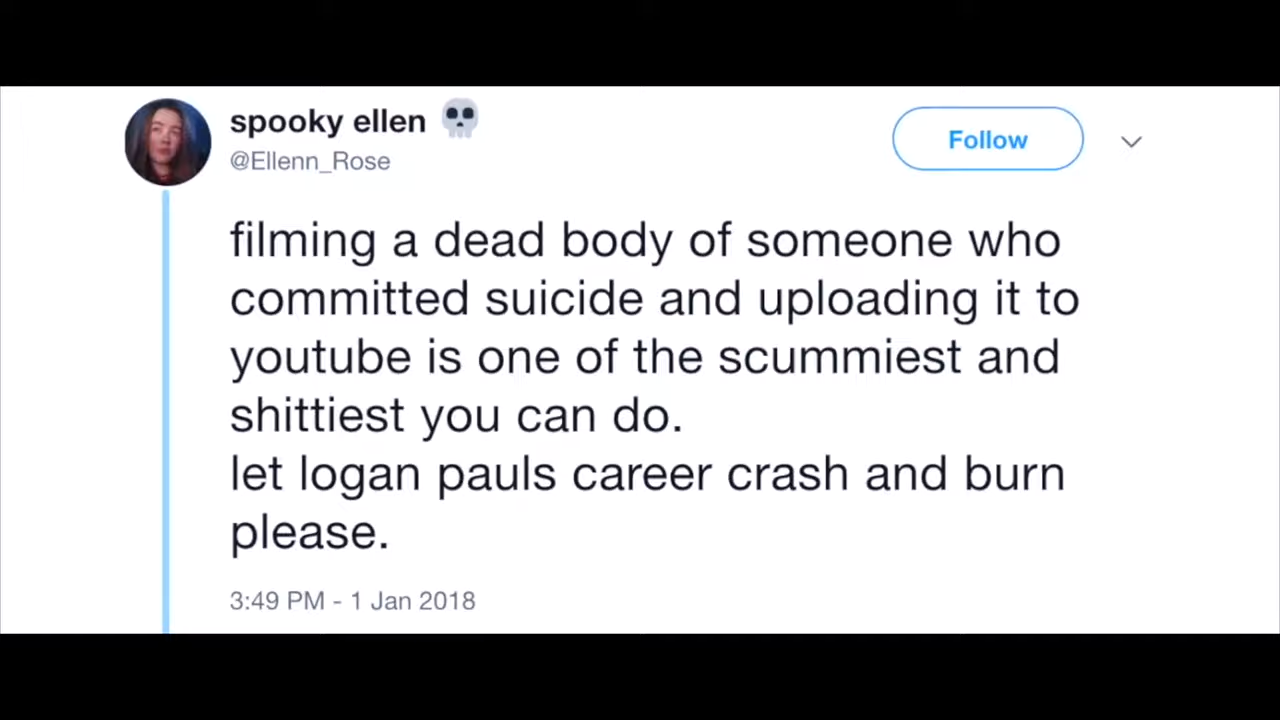 spooky ellen 💀
@Ellenn_Rose
Follow
filming a dead body of someone who
committed suicide and uploading it to
youtube is one of the scummiest and
shittiest you can do.
let logan pauls career crash and burn
please.
3:49 PM - 1 Jan 2018